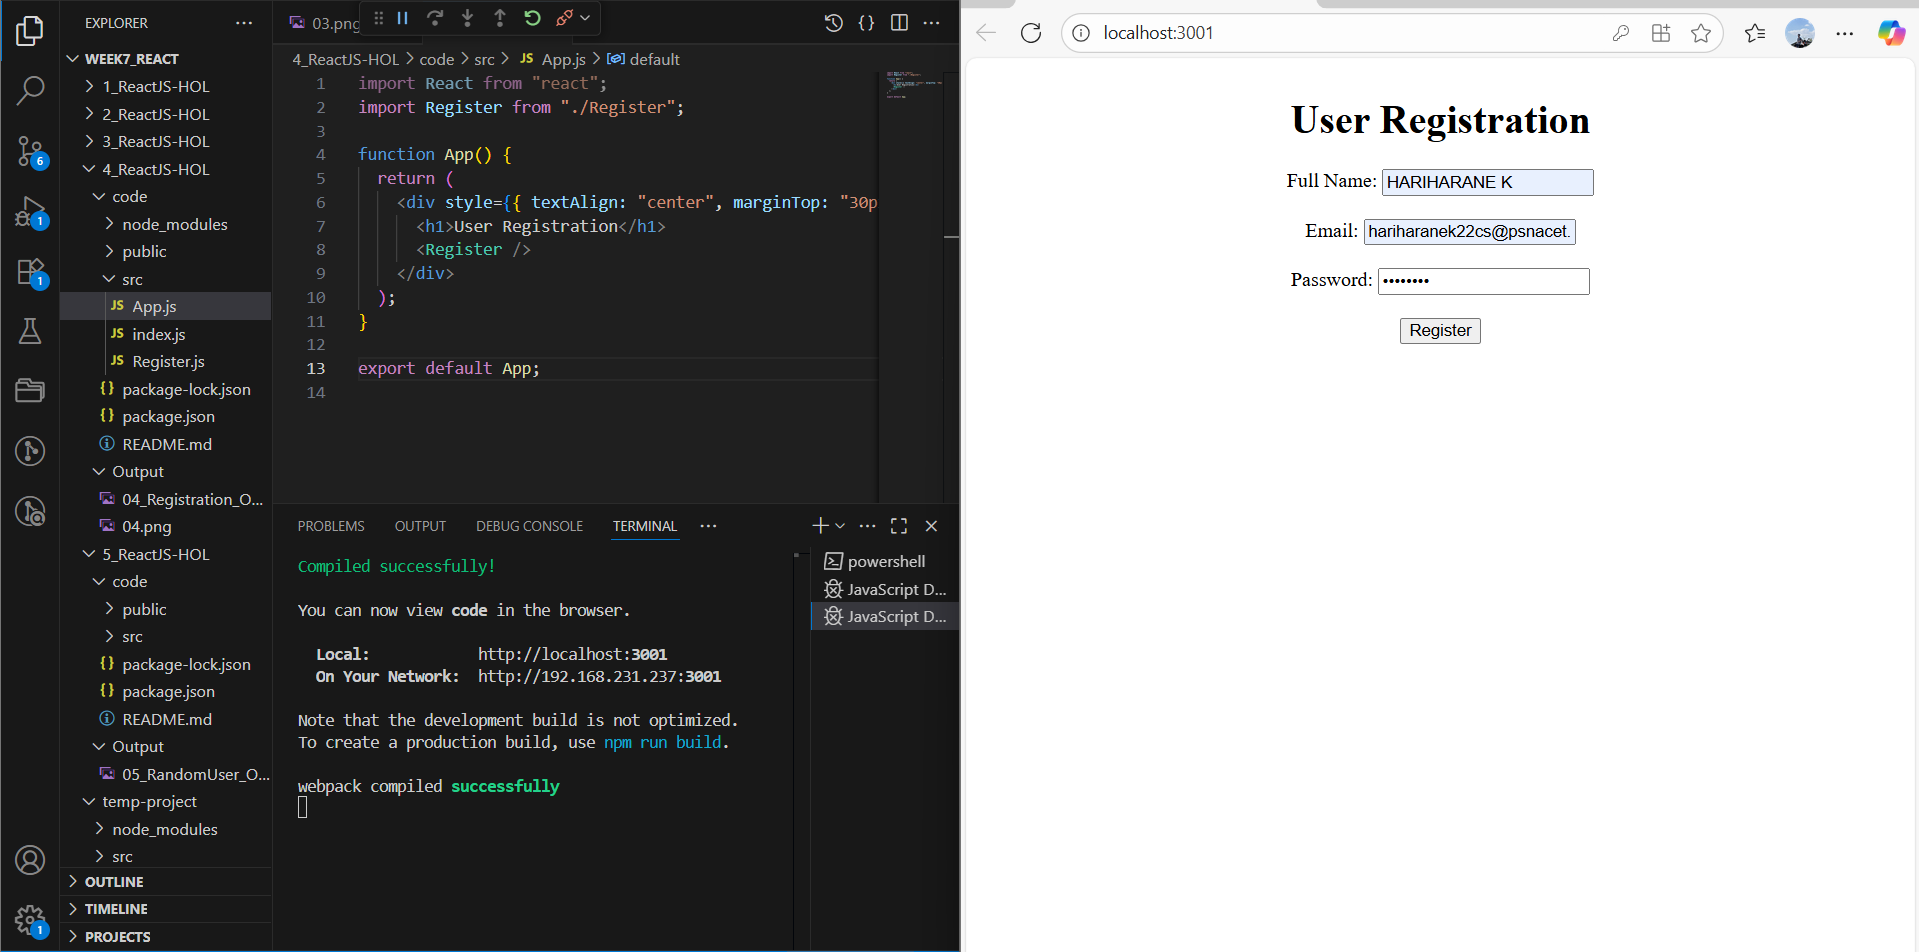 EXPLORER
WEEK7_REACT
1_ReactJS-HOL
2_ReactJS-HOL
3_ReactJS-HOL
4_ReactJS-HOL
code
node_modules
public
src
JS App.js
JS index.js
JS Register.js
{} package-lock.json
{} package.json
README.md
Output
04_Registration_O...
04.png
5_ReactJS-HOL
code
public
src
{} package-lock.json
{} package.json
README.md
Output
05_RandomUser_O...
temp-project
node_modules
src
OUTLINE
TIMELINE
PROJECTS
6
1
1
1
03.png
4_ReactJS-HOL > code > src > JS App.js > default
1 import React from "react";
2 import Register from "./Register";
3
4 function App() {
5 return (
6 <div style={{ textAlign: "center", marginTop: "30p
7 <h1>User Registration</h1>
8 <Register />
9 </div>
10 );
11 }
12
13 export default App;
14
PROBLEMS OUTPUT DEBUG CONSOLE TERMINAL
Compiled successfully!
You can now view code in the browser.
Local: http://localhost:3001
On Your Network: http://192.168.231.237:3001
Note that the development build is not optimized.
To create a production build, use npm run build.
webpack compiled successfully
powershell
JavaScript D...
JavaScript D...
localhost:3001
User Registration
Full Name: HARIHARANE K
Email: hariharanek22cs@psnacet.
Password: ••••••••
Register